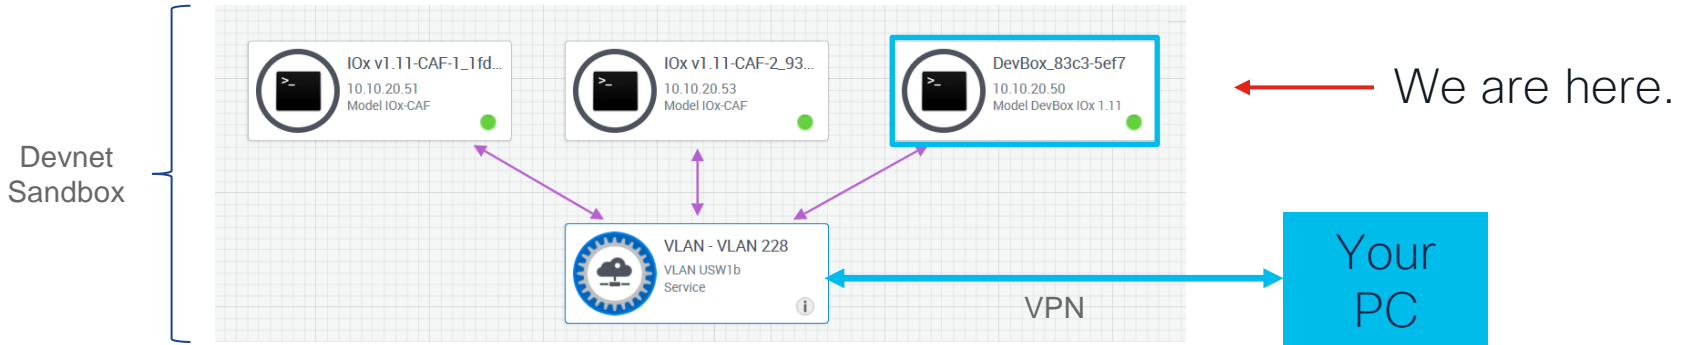 IOx v1.11-CAF-1_1fd...
10.10.20.51
Model IOx-CAF
IOx v1.11-CAF-2_93...
10.10.20.53
Model IOx-CAF
DevBox_83c3-5ef7
10.10.20.50
Model DevBox IOx 1.11
We are here.
Devnet
Sandbox
VLAN - VLAN 228
VLAN USW1b
Service
VPN
Your
PC